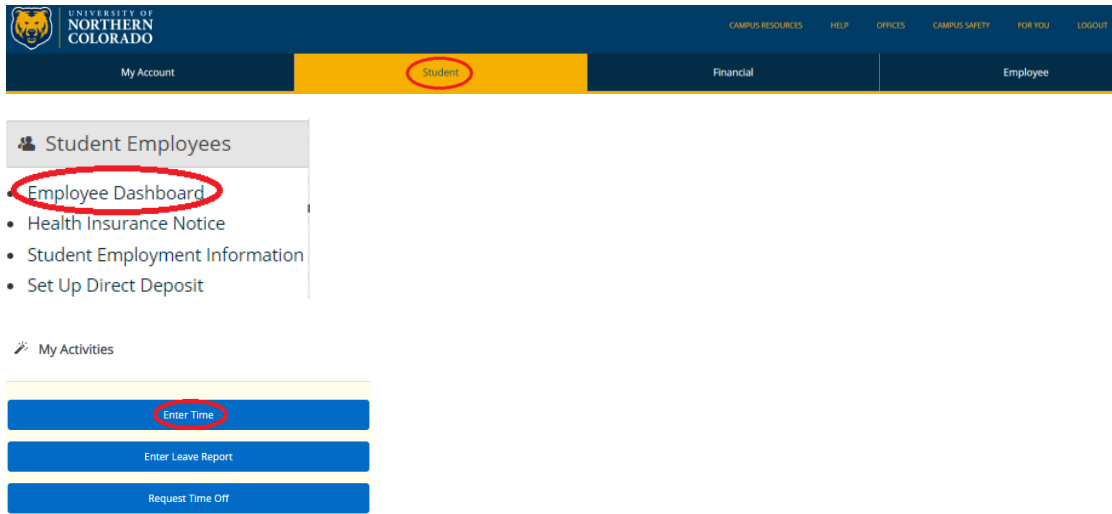 UNIVERSITY OF
NORTHERN
COLORADO
CAMPUS RESOURCES HELP OFFICES CAMPUS SAFETY FOR YOU LOGOUT
My Account Student Financial Employee
Student Employees
• Employee Dashboard
• Health Insurance Notice
• Student Employment Information
• Set Up Direct Deposit
My Activities
Enter Time
Enter Leave Report
Request Time Off